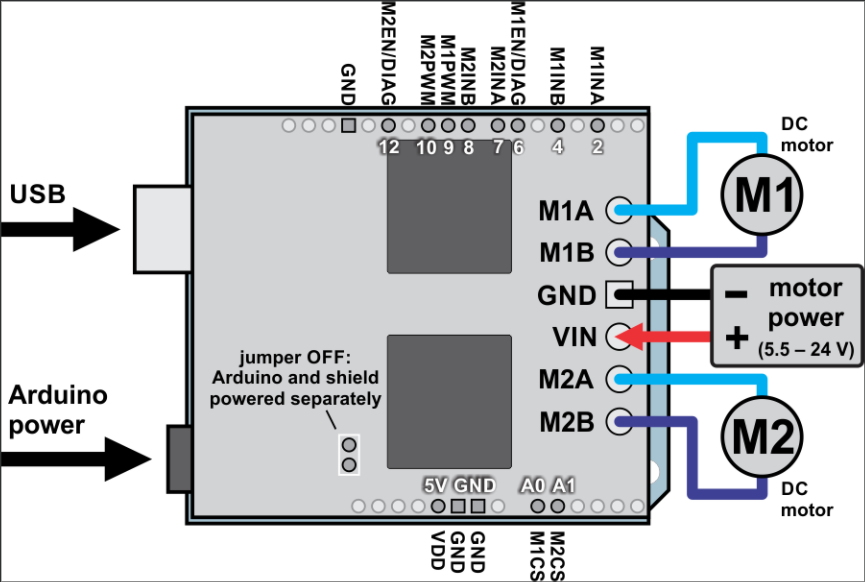 GND
M2EN/DIAG
M2PWM
M1PWM
M2INB
M2INA
M1EN/DIAG
M1INB
M1INA
12
10
9
8
7
6
4
2
DC
motor
M1
USB
M1A
M1B
GND
VIN
M2A
M2B
motor
power
(5.5 – 24 V)
–
+
jumper OFF:
Arduino and shield
powered separately
Arduino
power
M2
DC
motor
5V GND
A0 A1
VDD
GND
GND
M1CS
M2CS